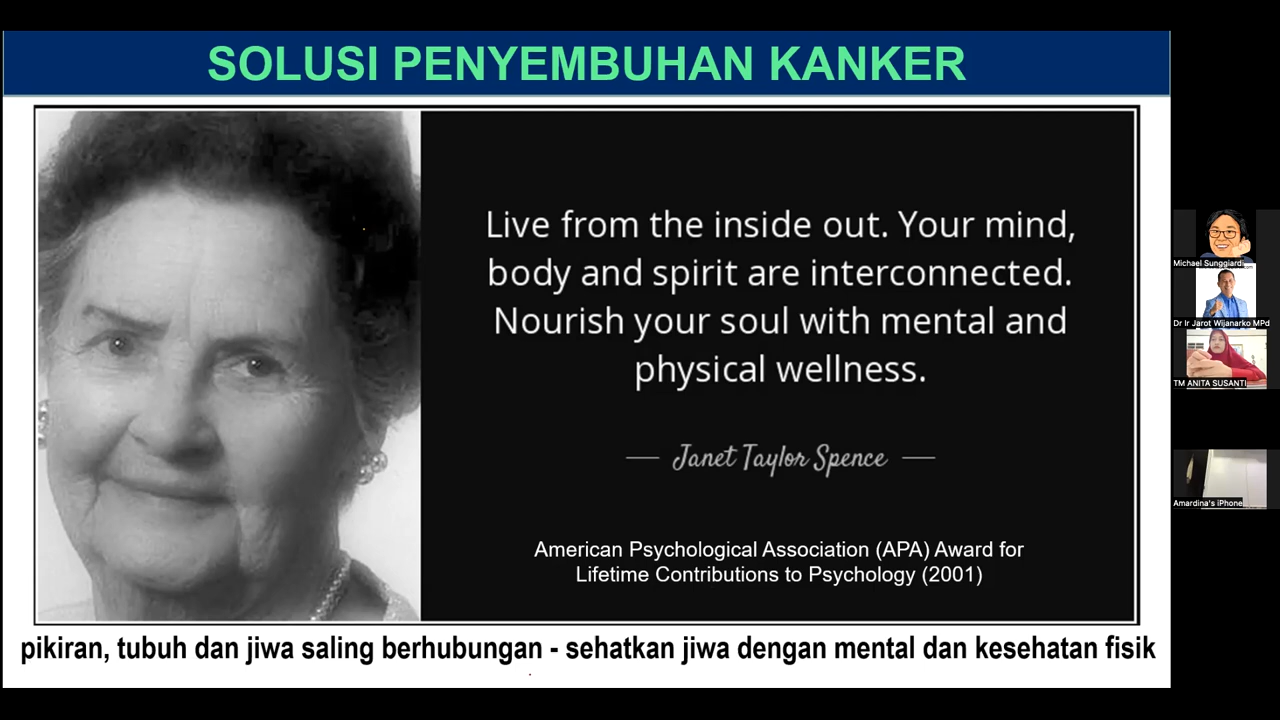 SOLUSI PENYEMBUHAN KANKER
Live from the inside out. Your mind,
body and spirit are interconnected.
Nourish your soul with mental and
physical wellness.
Janet Taylor Spence
American Psychological Association (APA) Award for
Lifetime Contributions to Psychology (2001)
pikiran, tubuh dan jiwa saling berhubungan - sehatkan jiwa dengan mental dan kesehatan fisik
Michael Sunggiardi
Dr Ir Jarot Wijanarko MPd
TM ANITA SUSANTI
Amardina's iPhone